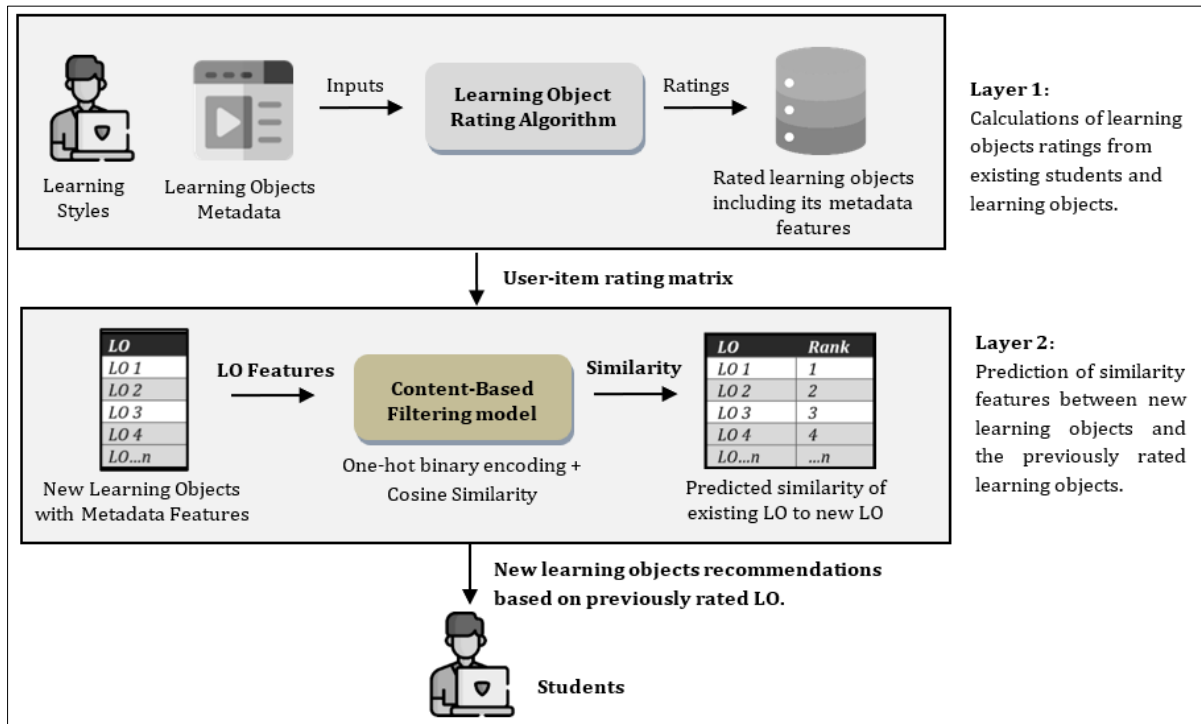 Learning
Styles
Learning Objects
Metadata
Inputs
Learning Object
Rating Algorithm
Ratings
Rated learning objects
including its metadata
features
Layer 1:
Calculations of learning
objects ratings from
existing students and
learning objects.
User-item rating matrix
LO
LO 1
LO 2
LO 3
LO 4
LO...n
New Learning Objects
with Metadata Features
LO Features
Content-Based
Filtering model
One-hot binary encoding +
Cosine Similarity
Similarity
LO Rank
LO 1 1
LO 2 2
LO 3 3
LO 4 4
LO...n ...n
Predicted similarity of
existing LO to new LO
Layer 2:
Prediction of similarity
features between new
learning objects and
the previously rated
learning objects.
New learning objects recommendations
based on previously rated LO.
Students